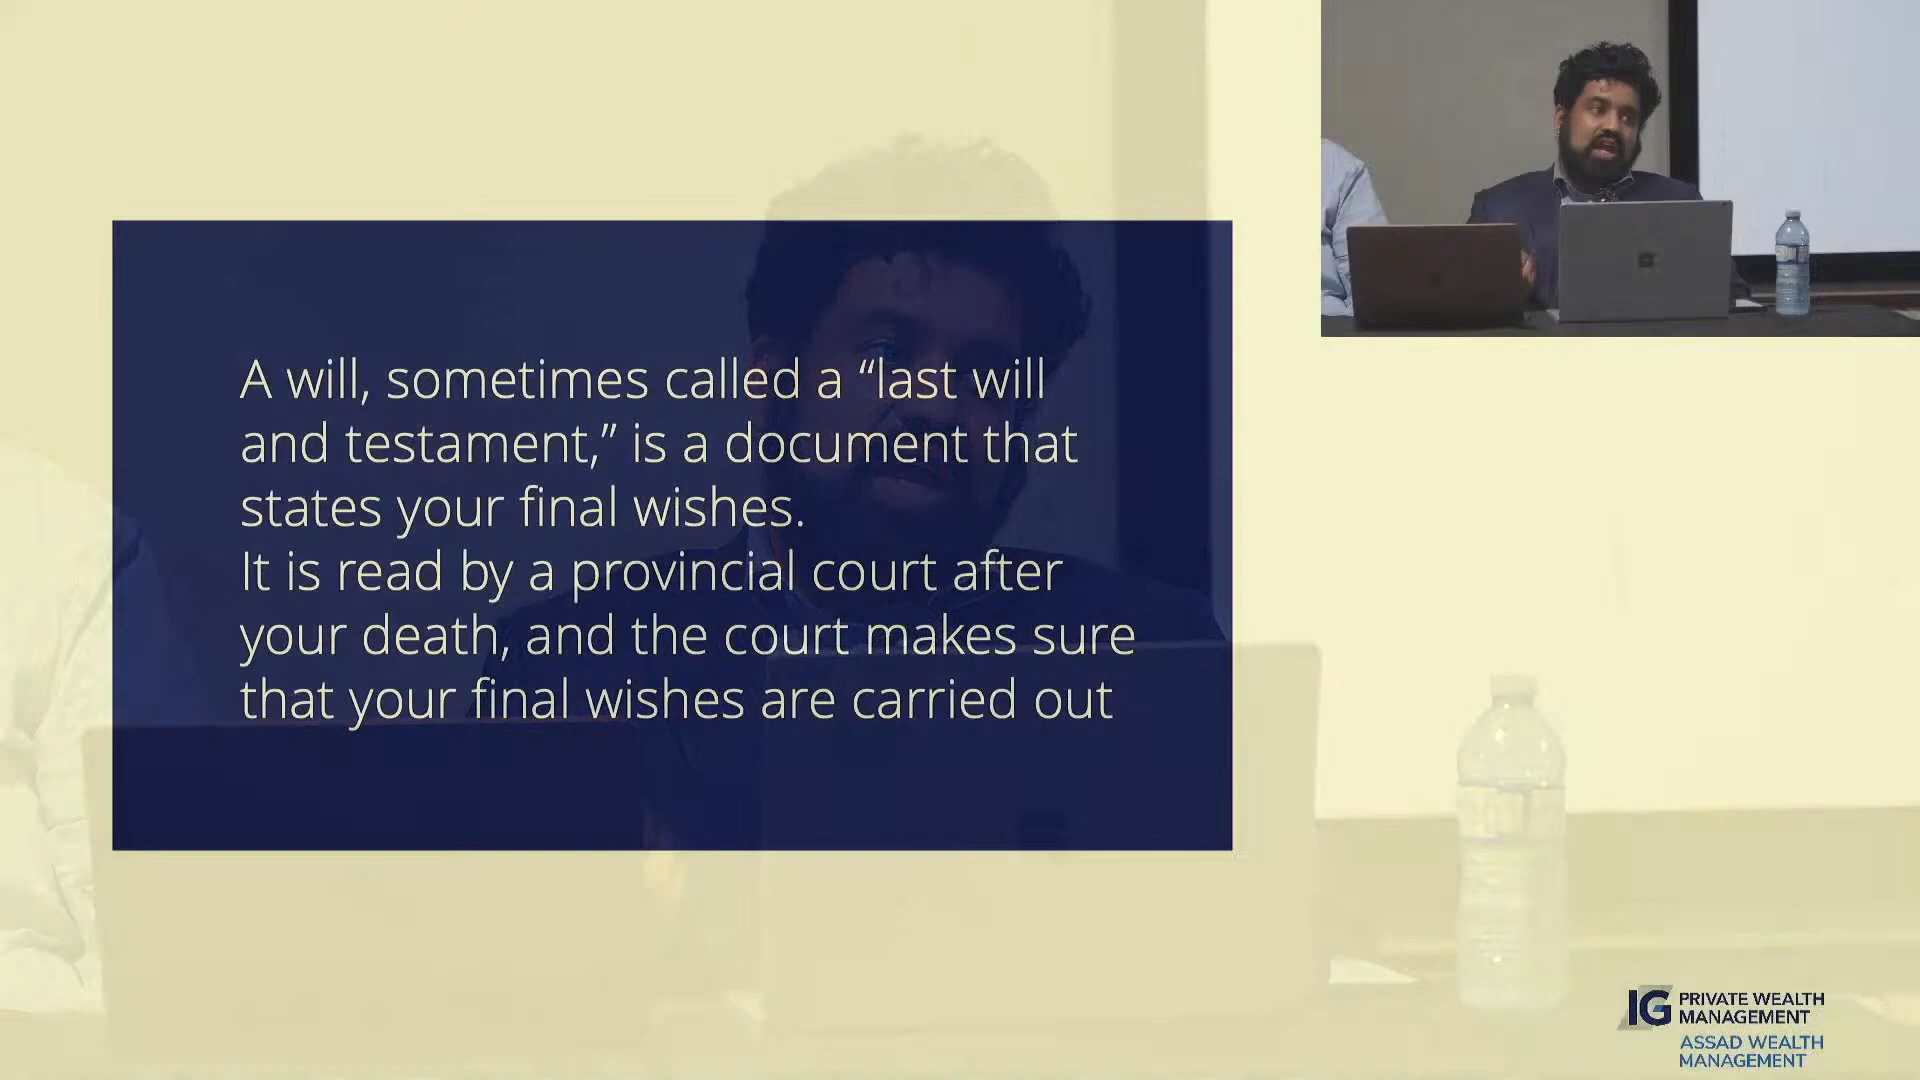 A will, sometimes called a “last will
and testament,” is a document that
states your final wishes.
It is read by a provincial court after
your death, and the court makes sure
that your final wishes are carried out
IG PRIVATE WEALTH
MANAGEMENT
ASSAD WEALTH
MANAGEMENT